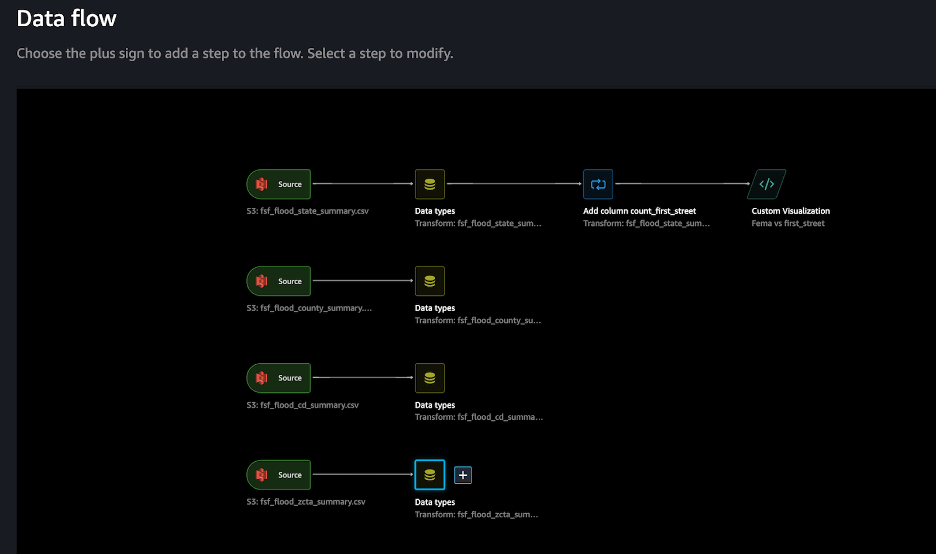 Data flow
Choose the plus sign to add a step to the flow. Select a step to modify.
Source
S3: fsf_flood_state_summary.csv
Data types
Transform: fsf_flood_state_sum...
Add column count_first_street
Transform: fsf_flood_state_sum...
Custom Visualization
Fema vs first_street
Source
S3: fsf_flood_county_summary....
Data types
Transform: fsf_flood_county_su...
Source
S3: fsf_flood_cd_summary.csv
Data types
Transform: fsf_flood_cd_summa...
Source
S3: fsf_flood_zcta_summary.csv
Data types
Transform: fsf_flood_zcta_sum...